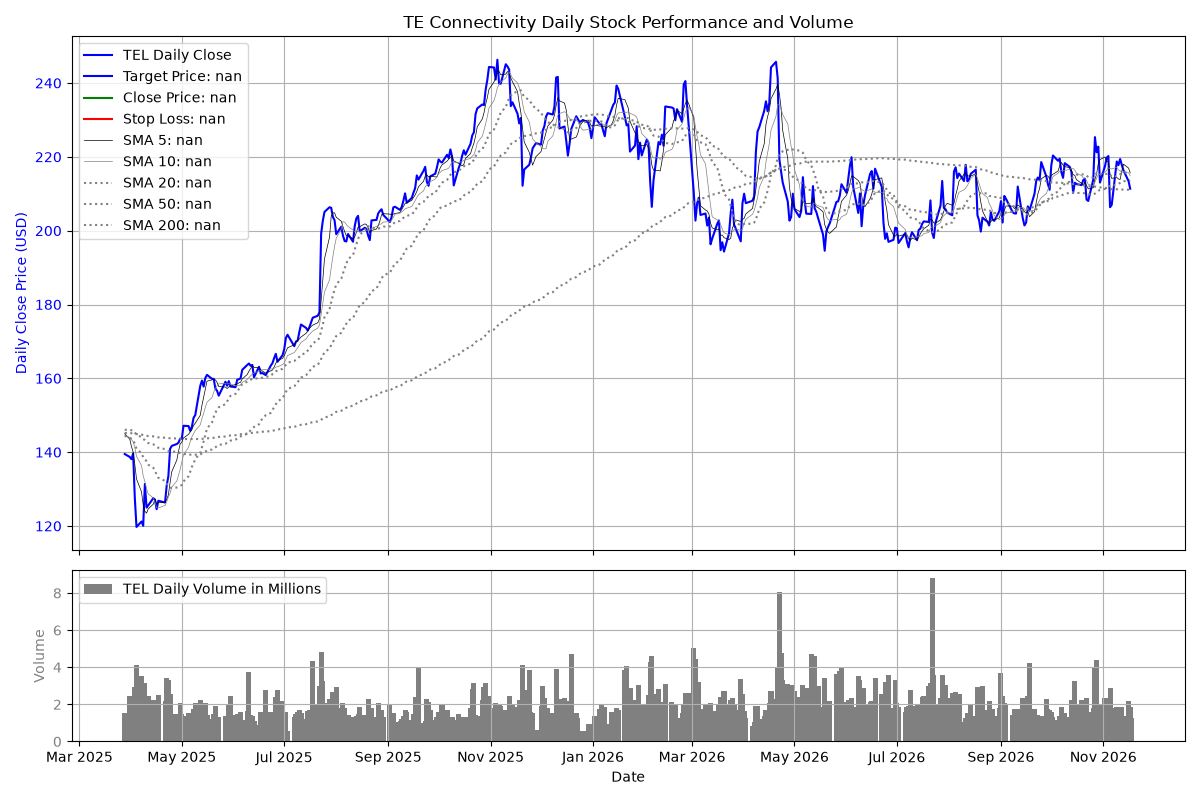 TE Connectivity Daily Stock Performance and Volume
TEL Daily Close
Target Price: nan
Close Price: nan
Stop Loss: nan
SMA 5: nan
SMA 10: nan
SMA 20: nan
SMA 50: nan
SMA 200: nan
Daily Close Price (USD)
240
220
200
180
160
140
120
TEL Daily Volume in Millions
Volume
8
6
4
2
0
Mar 2025 May 2025 Jul 2025 Sep 2025 Nov 2025 Jan 2026 Mar 2026 May 2026 Jul 2026 Sep 2026 Nov 2026
Date